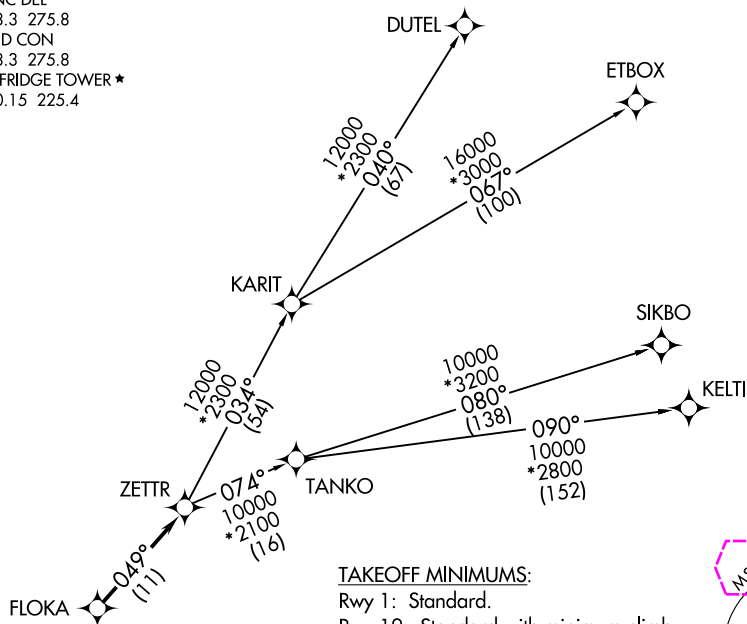 DEL
.3 275.8
D CON
3.3 275.8
FRIDGE TOWER★
0.15 225.4
DUTEL
ETBOX
12000
*2300
040°
(67)
16000
*3000
067°
(100)
KARIT
SIKBO
12000
*2300
034°
(54)
10000
*3200
080°
(138)
KELTI
090°
10000
*2800
(152)
ZETTR
074°
10000
*2100
(16)
TANKO
049°
(11)
FLOKA
TAKEOFF MINIMUMS:
Rwy 1: Standard.